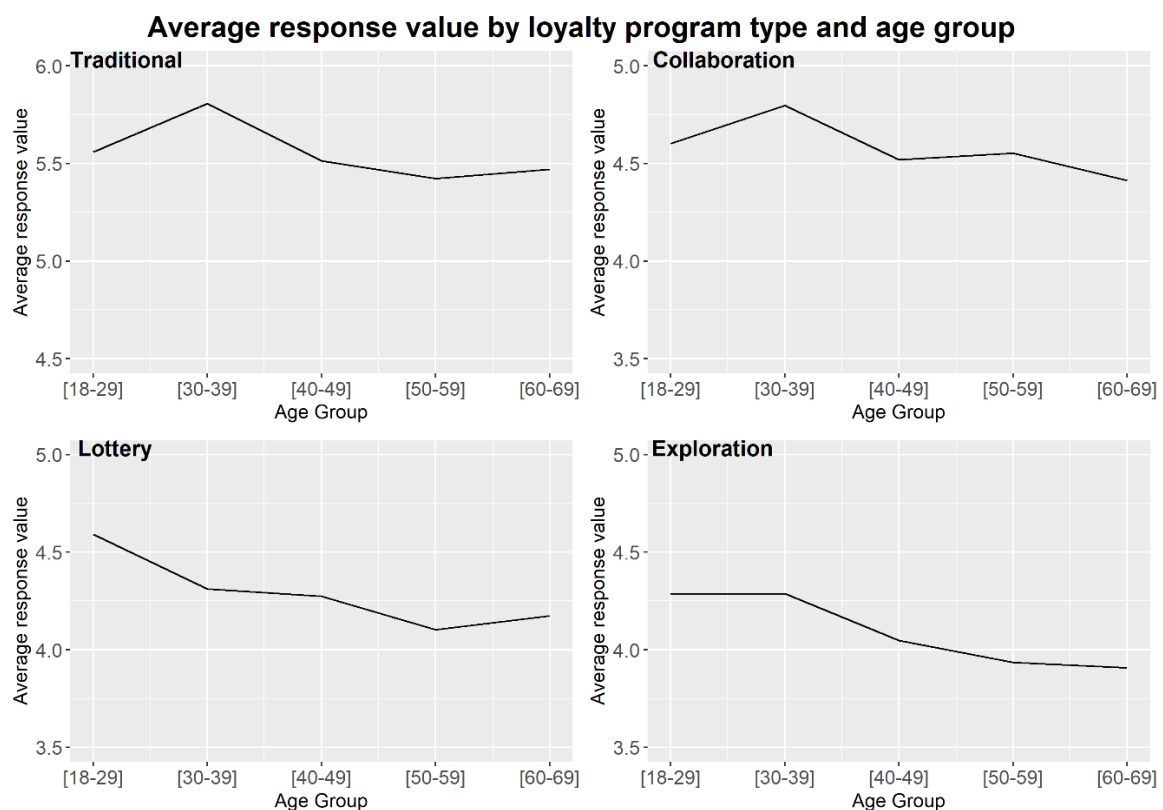 Average response value by loyalty program type and age group
Traditional
Average response value
6.0
5.5
5.0
4.5
[18-29] [30-39] [40-49] [50-59] [60-69]
Age Group
Collaboration
Average response value
5.0
4.5
4.0
3.5
[18-29] [30-39] [40-49] [50-59] [60-69]
Age Group
Lottery
Average response value
5.0
4.5
4.0
3.5
[18-29] [30-39] [40-49] [50-59] [60-69]
Age Group
Exploration
Average response value
5.0
4.5
4.0
3.5
[18-29] [30-39] [40-49] [50-59] [60-69]
Age Group